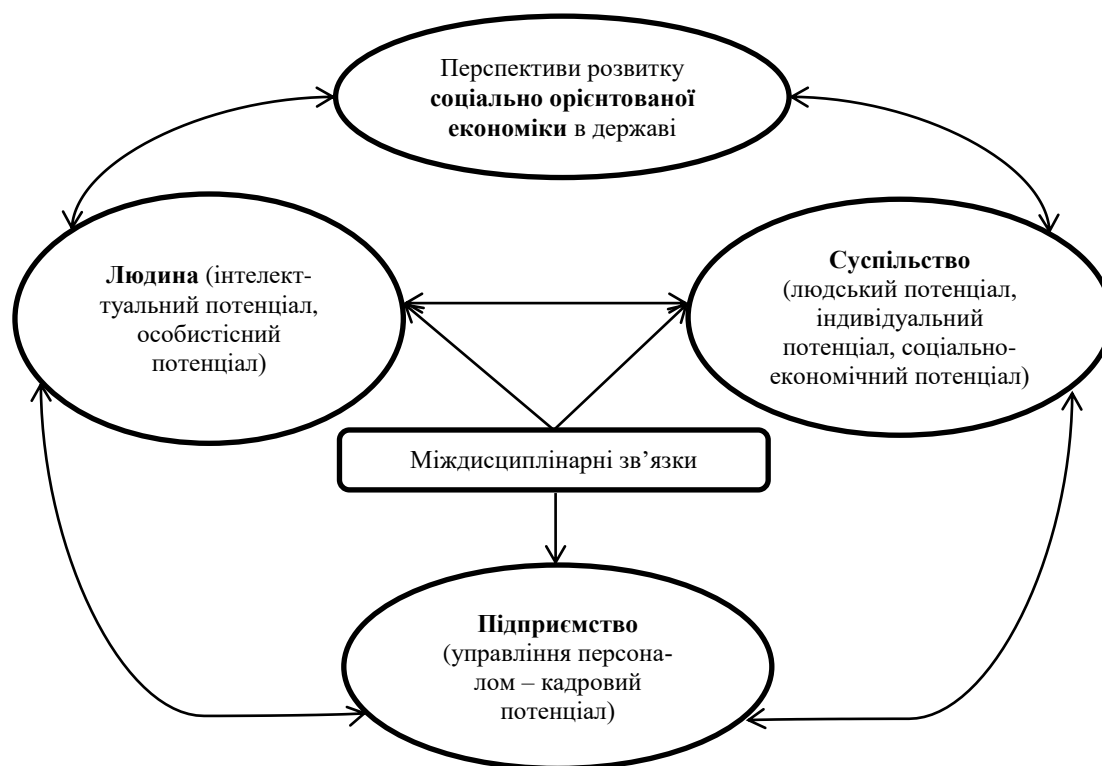 Перспективи розвитку
соціально орієнтованої
економіки в державі
Людина (інтелект-
туальний потенціал,
особистісний
потенціал)
Суспільство
(людський потенціал,
індивідуальний
потенціал, соціально-
економічний потенціал)
Міждисциплінарні зв’язки
Підприємство
(управління персона-
лом – кадровий
потенціал)